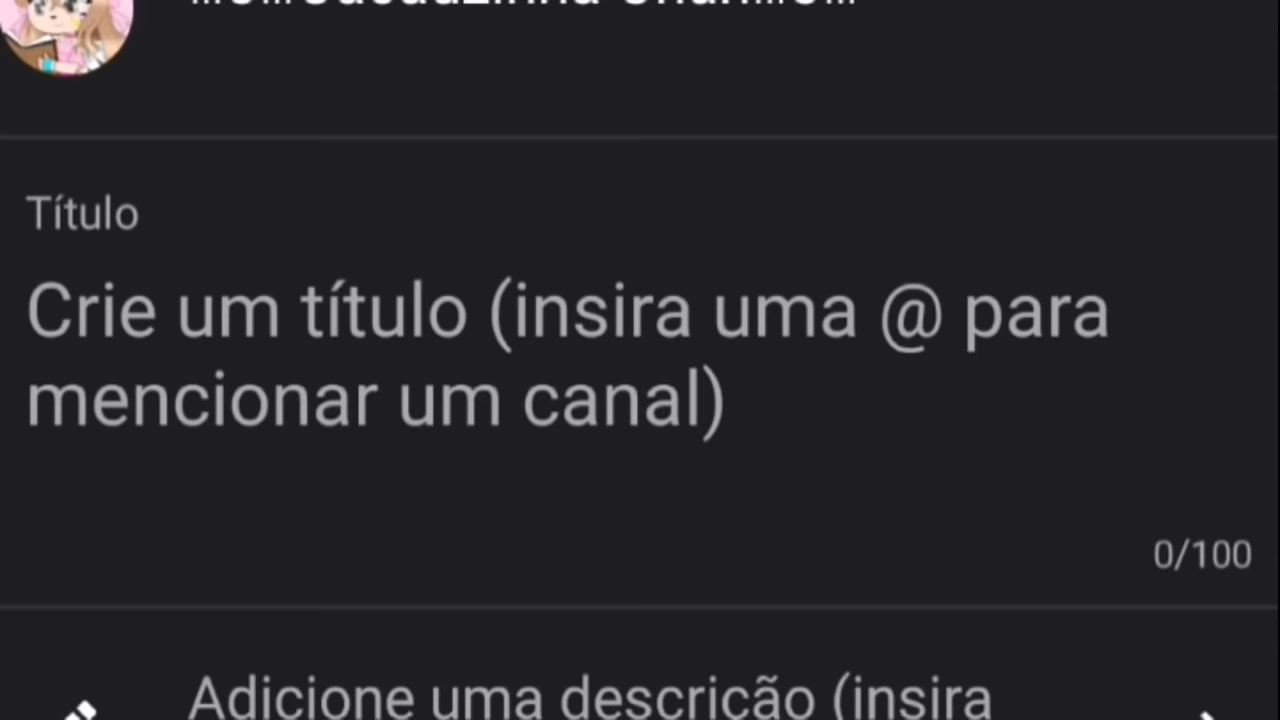 Título
Crie um título (insira uma @ para
mencionar um canal)
0/100
Adicione uma descrição (insira